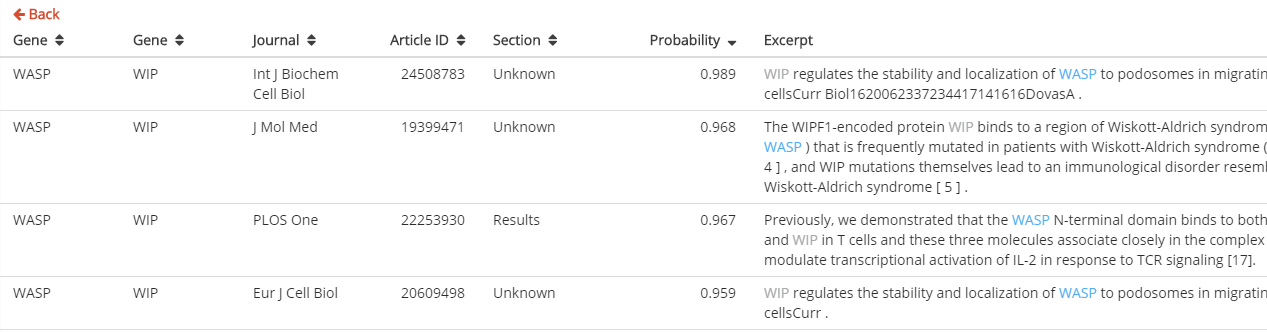 Back
Gene Gene Journal Article ID Section Probability Excerpt
WASP WIP Int J Biochem 24508783 Unknown 0.989 WIP regulates the stability and localization of WASP to podosomes in migratin
Cell Biol cellsCurr Biol1620062337234417141616DovasA .
WASP WIP J Mol Med 19399471 Unknown 0.968 The WIPF1-encoded protein WIP binds to a region of Wiskott-Aldrich syndrom
WASP ) that is frequently mutated in patients with Wiskott-Aldrich syndrome (
4 ] , and WIP mutations themselves lead to an immunological disorder resem
Wiskott-Aldrich syndrome [ 5 ] .
WASP WIP PLOS One 22253930 Results 0.967 Previously, we demonstrated that the WASP N-terminal domain binds to both
and WIP in T cells and these three molecules associate closely in the complex
modulate transcriptional activation of IL-2 in response to TCR signaling [17].
WASP WIP Eur J Cell Biol 20609498 Unknown 0.959 WIP regulates the stability and localization of WASP to podosomes in migratin
cellsCurr .